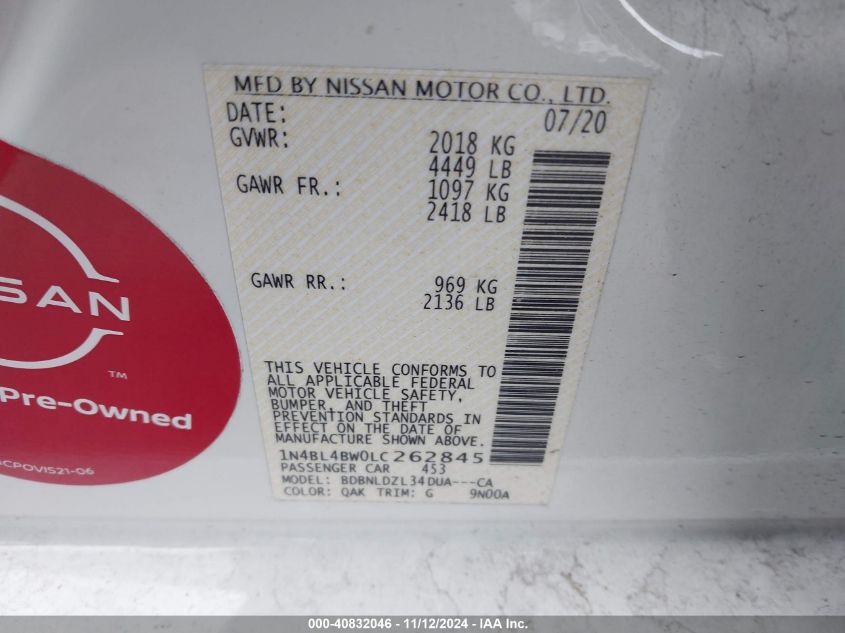 MFD BY NISSAN MOTOR CO., LTD.
DATE: 07/20
GVWR: 2018 KG
4449 LB
GAWR FR.: 1097 KG
2418 LB
GAWR RR.: 969 KG
2136 LB
THIS VEHICLE CONFORMS TO
ALL APPLICABLE FEDERAL
MOTOR VEHICLE SAFETY,
BUMPER, AND THEFT
PREVENTION STANDARDS IN
EFFECT ON THE DATE OF
MANUFACTURE SHOWN ABOVE.
1N4BL4BW0LC262845
PASSENGER CAR 453
MODEL: BDBNLDZL34DUA---CA
COLOR: QAK TRIM: G 9N00A
SSAN
TM
Pre-Owned
CPOVIS21-06
000-40832046 - 11/12/2024 - IAA Inc.